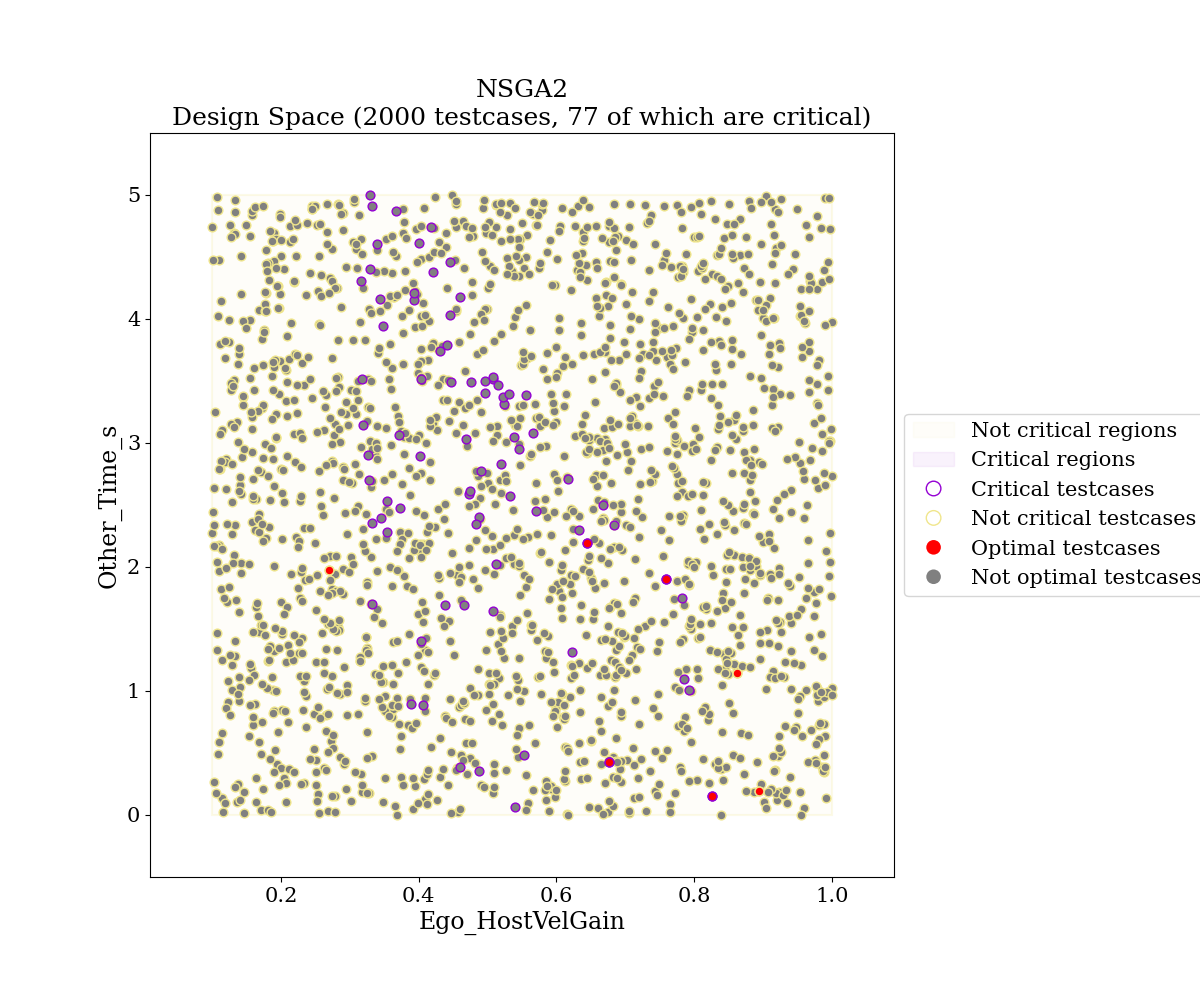 NSGA2
Design Space (2000 testcases, 77 of which are critical)
Other_Time_s
5
4
3
2
1
0
0.2
0.4
0.6
0.8
1.0
Ego_HostVelGain
Not critical regions
Critical regions
Critical testcases
Not critical testcases
Optimal testcases
Not optimal testcases